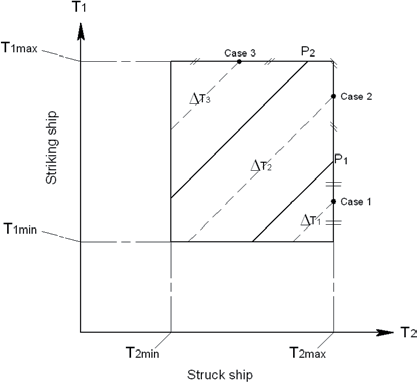 T1
Case 3
P2
T1max
ΔT3
Case 2
Striking ship
ΔT2
P1
Case 1
ΔT1
T1min
T2
T2min
T2max
Struck ship